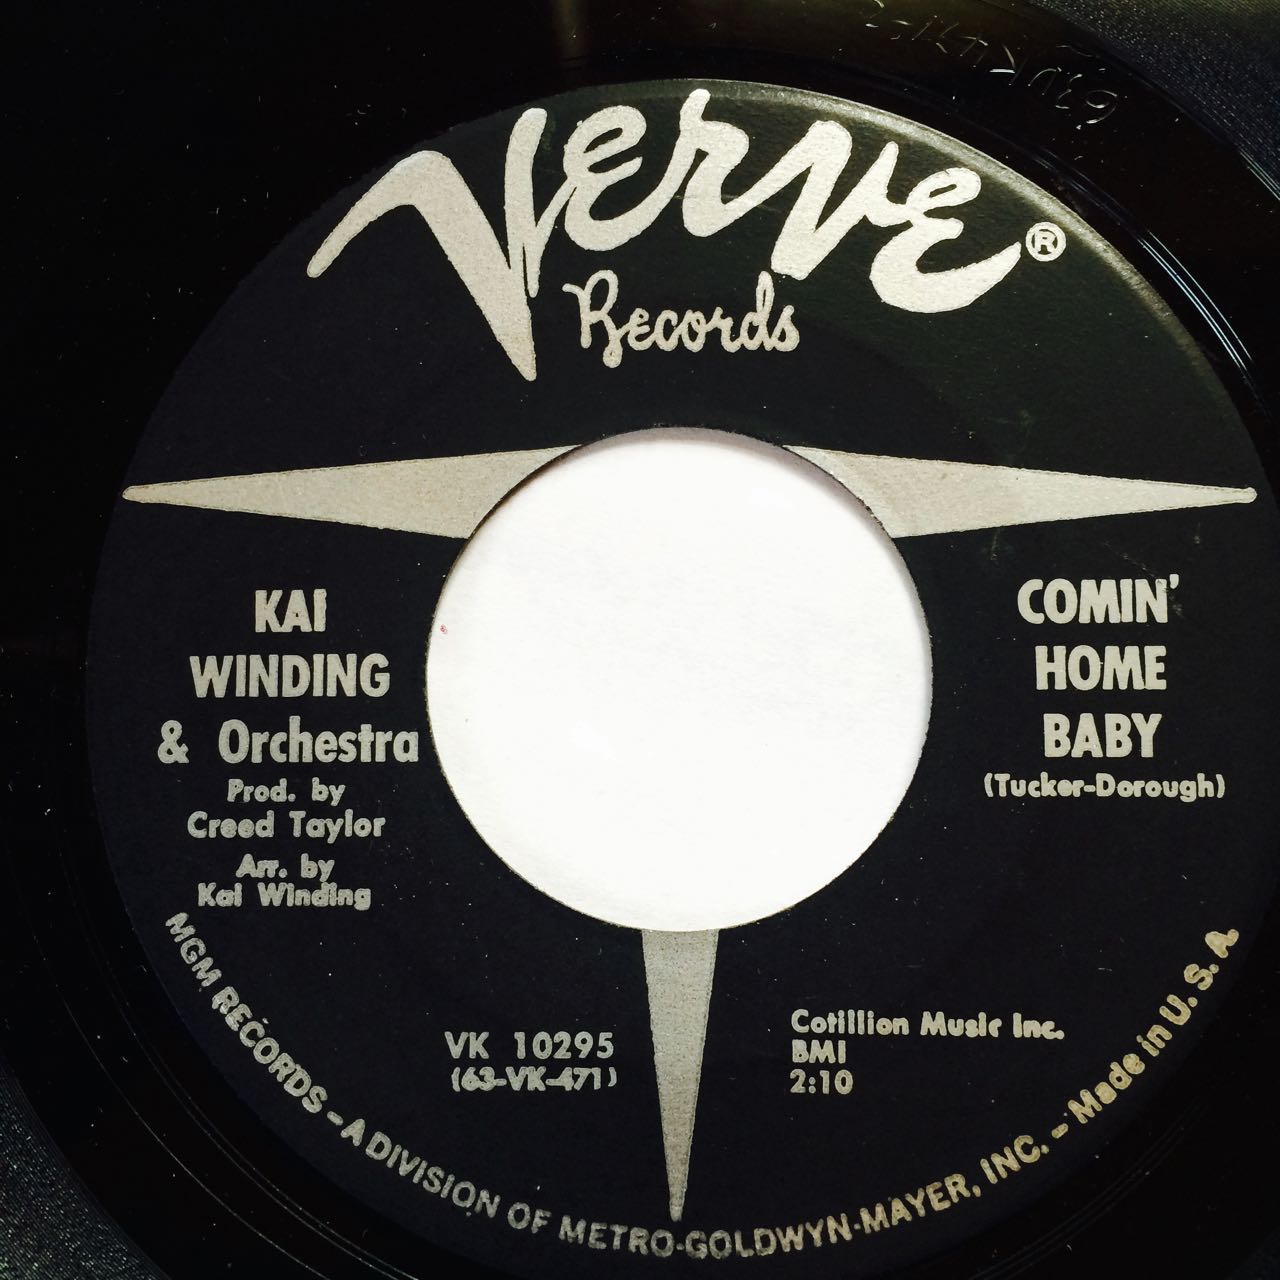 63VK471-2
Verve®
Records
KAI
WINDING
& Orchestra
Prod. by
Creed Taylor
Arr. by
Kai Winding
COMIN'
HOME
BABY
(Tucker-Dorough)
VK 10295
(63-VK-471)
Cotillion Music Inc.
BMI
2:10
MGM RECORDS – A DIVISION OF METRO-GOLDWYN-MAYER, INC. – Made in U. S. A.